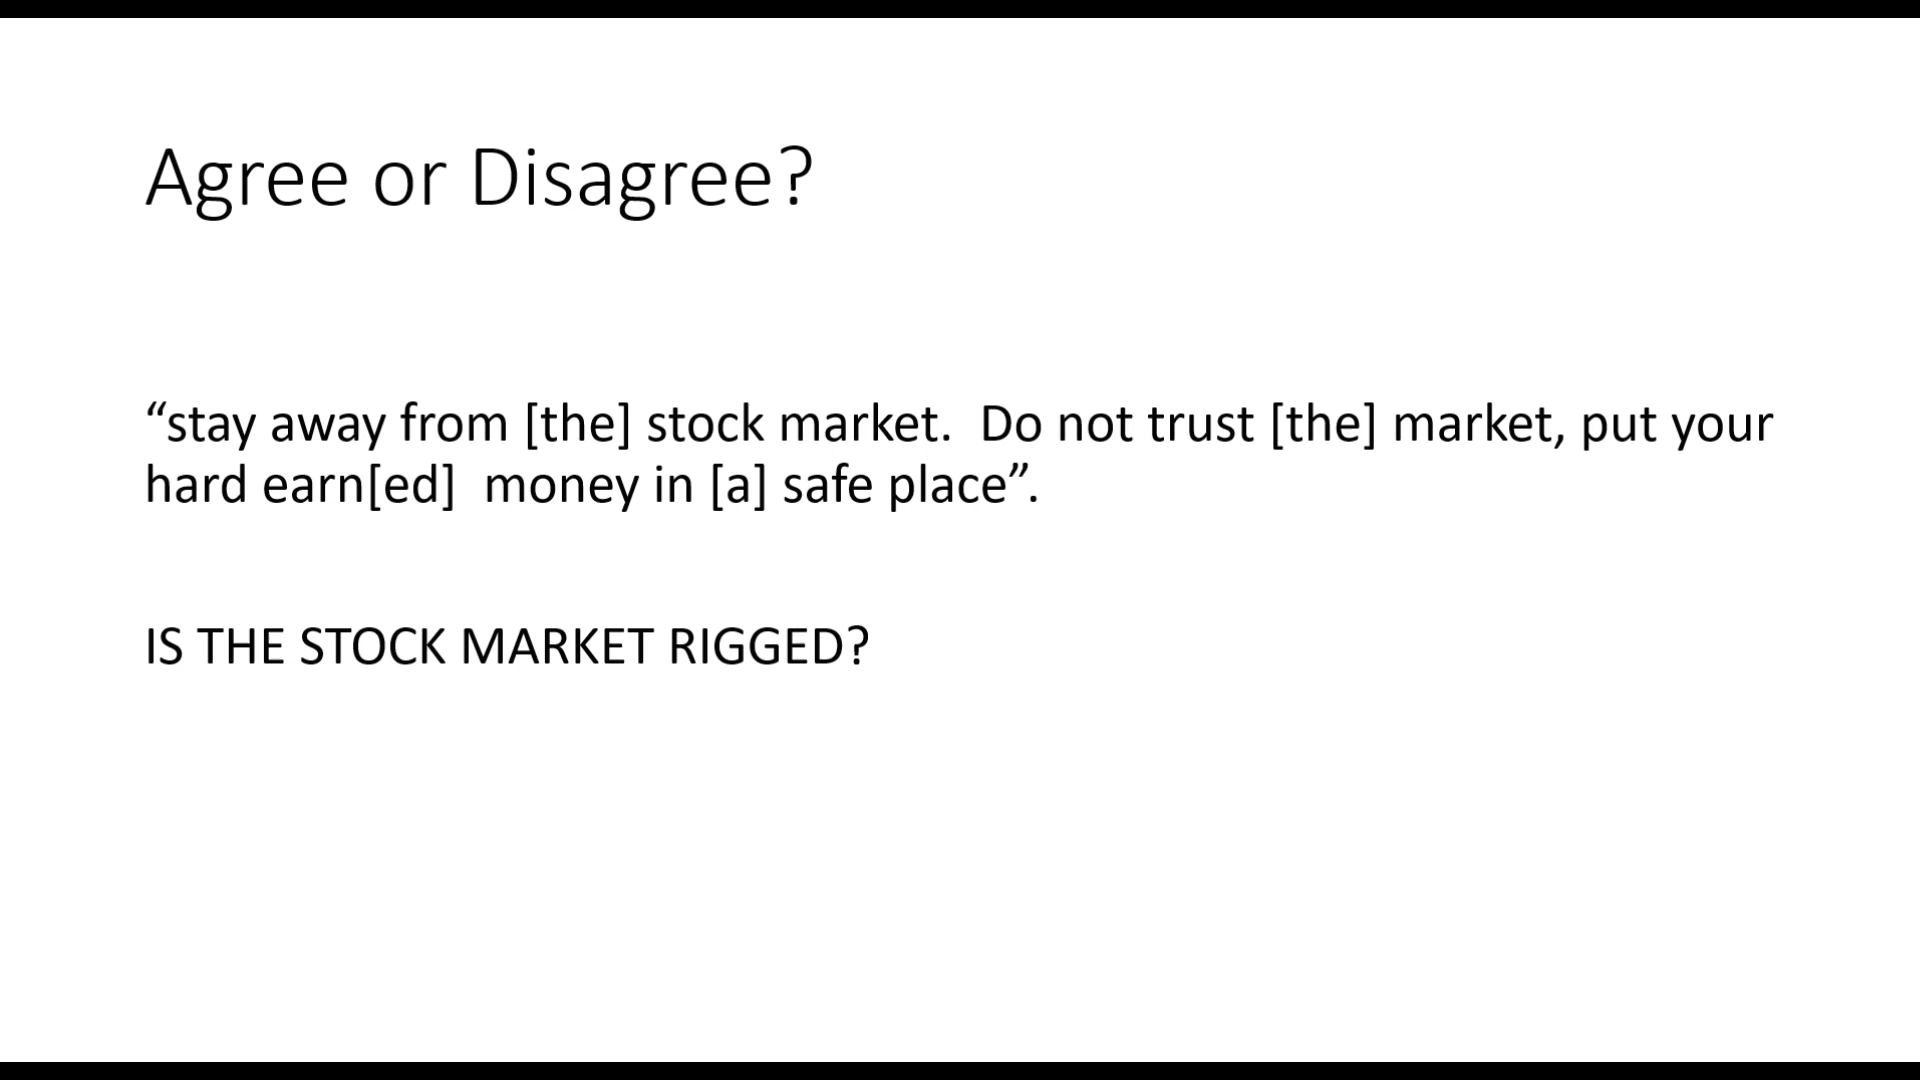 Agree or Disagree?
“stay away from [the] stock market.  Do not trust [the] market, put your
hard earn[ed]  money in [a] safe place”.
IS THE STOCK MARKET RIGGED?